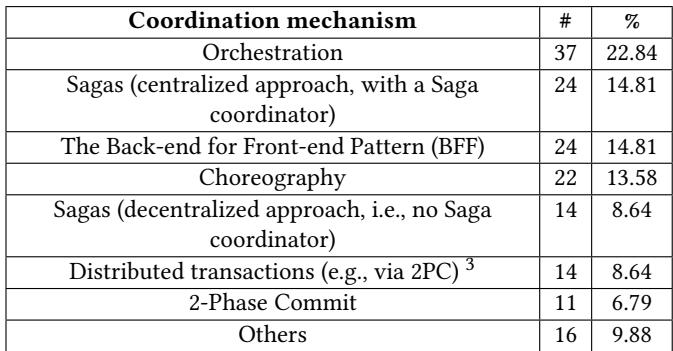 Coordination mechanism # %
Orchestration 37 22.84
Sagas (centralized approach, with a Saga
coordinator) 24 14.81
The Back-end for Front-end Pattern (BFF) 24 14.81
Choreography 22 13.58
Sagas (decentralized approach, i.e., no Saga
coordinator) 14 8.64
Distributed transactions (e.g., via 2PC) 3 14 8.64
2-Phase Commit 11 6.79
Others 16 9.88